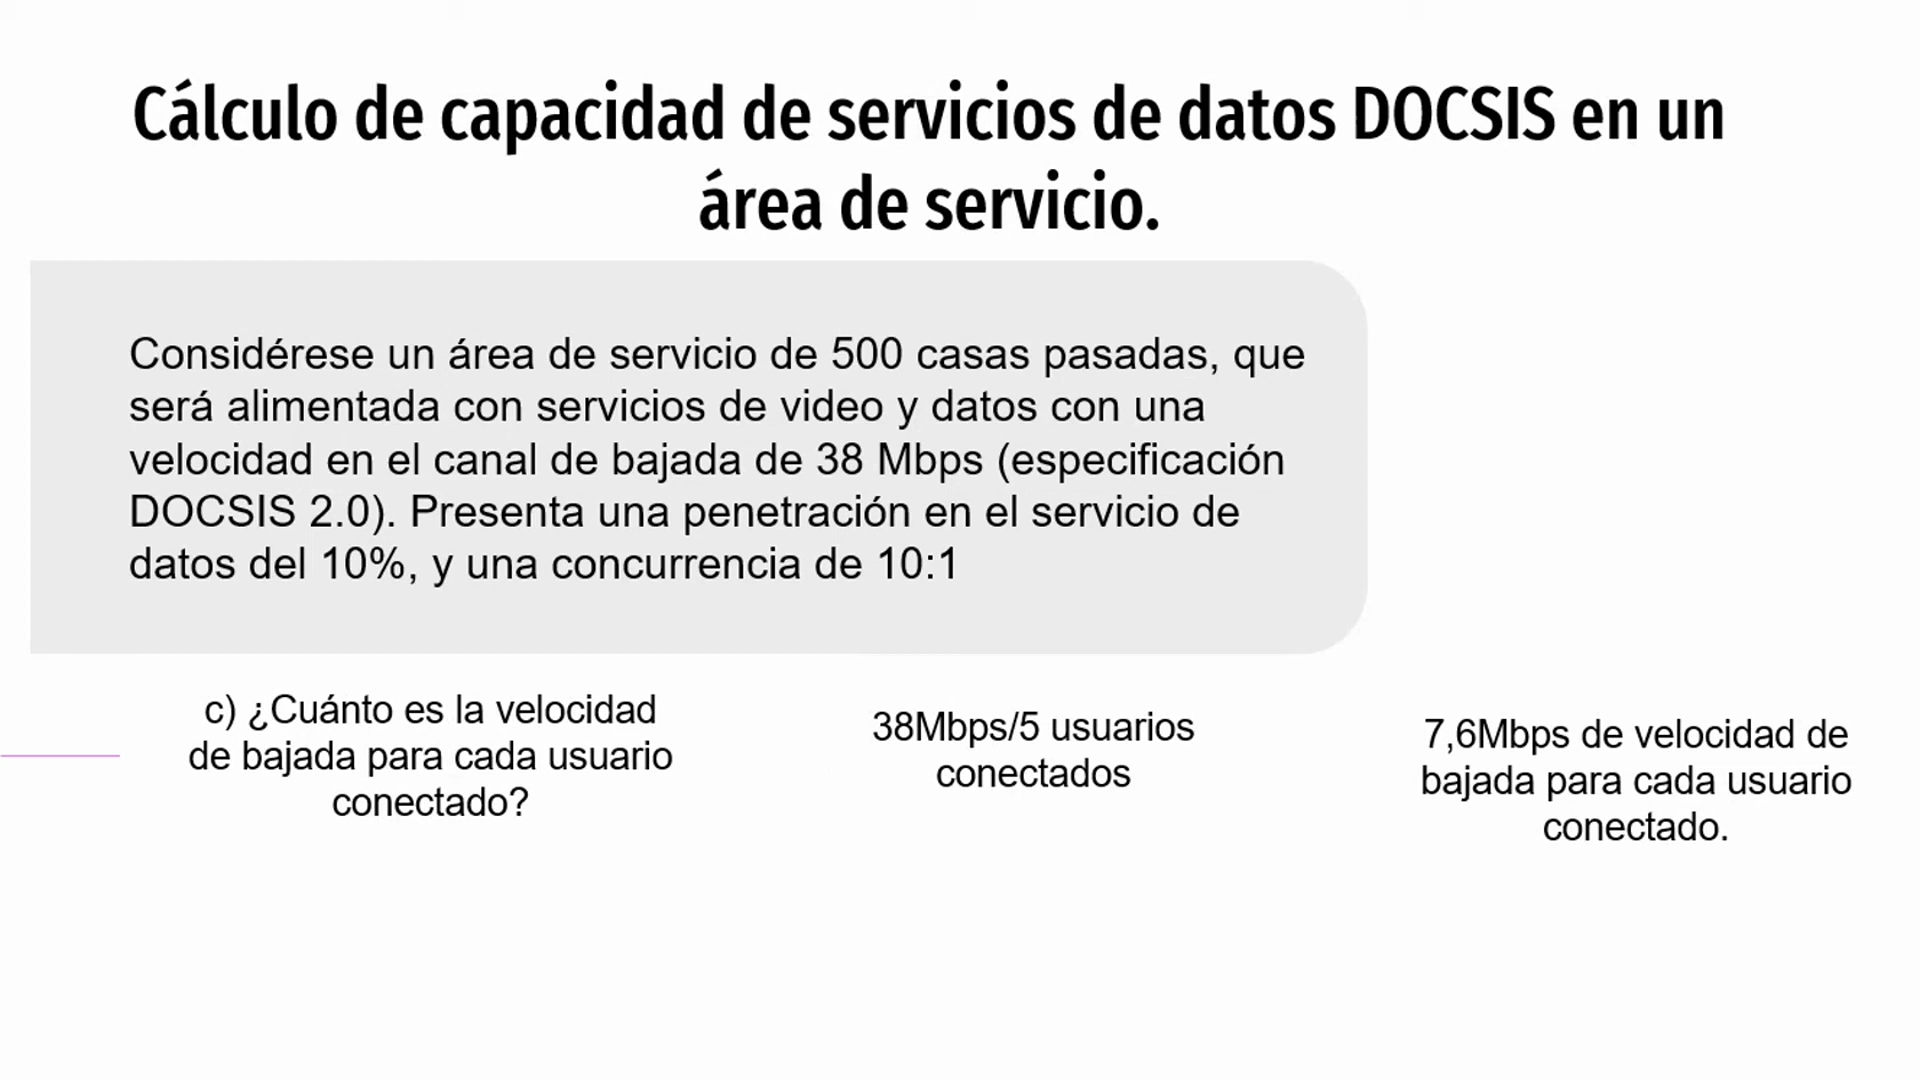 Cálculo de capacidad de servicios de datos DOCSIS en un
área de servicio.
Considérese un área de servicio de 500 casas pasadas, que
será alimentada con servicios de video y datos con una
velocidad en el canal de bajada de 38 Mbps (especificación
DOCSIS 2.0). Presenta una penetración en el servicio de
datos del 10%, y una concurrencia de 10:1
c) ¿Cuánto es la velocidad
de bajada para cada usuario
conectado?
38Mbps/5 usuarios
conectados
7,6Mbps de velocidad de
bajada para cada usuario
conectado.